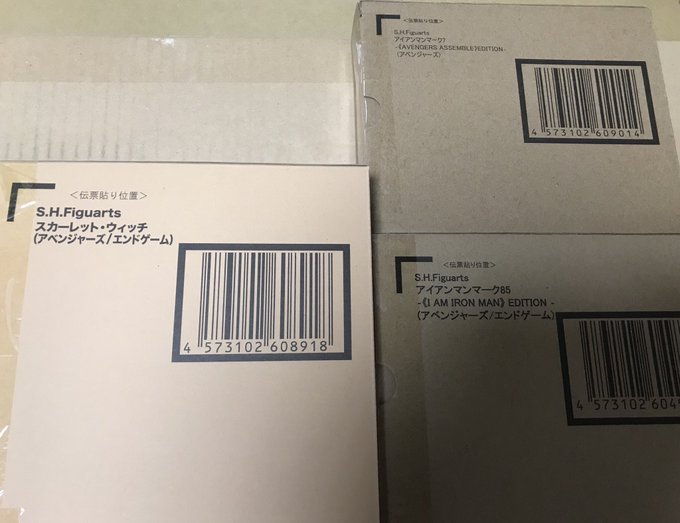 <伝票貼り位置>
S.H.Figuarts
アイアンマンマーク7
-《AVENGERS ASSEMBLE》EDITION-
(アベンジャーズ)
4 573102 609014
<伝票貼り位置>
S.H.Figuarts
スカーレット・ウィッチ
(アベンジャーズ/エンドゲーム)
4 573102 608918
<伝票貼り位置>
S.H.Figuarts
アイアンマンマーク85
-《I AM IRON MAN》EDITION -
(アベンジャーズ/エンドゲーム)
4 573102 604